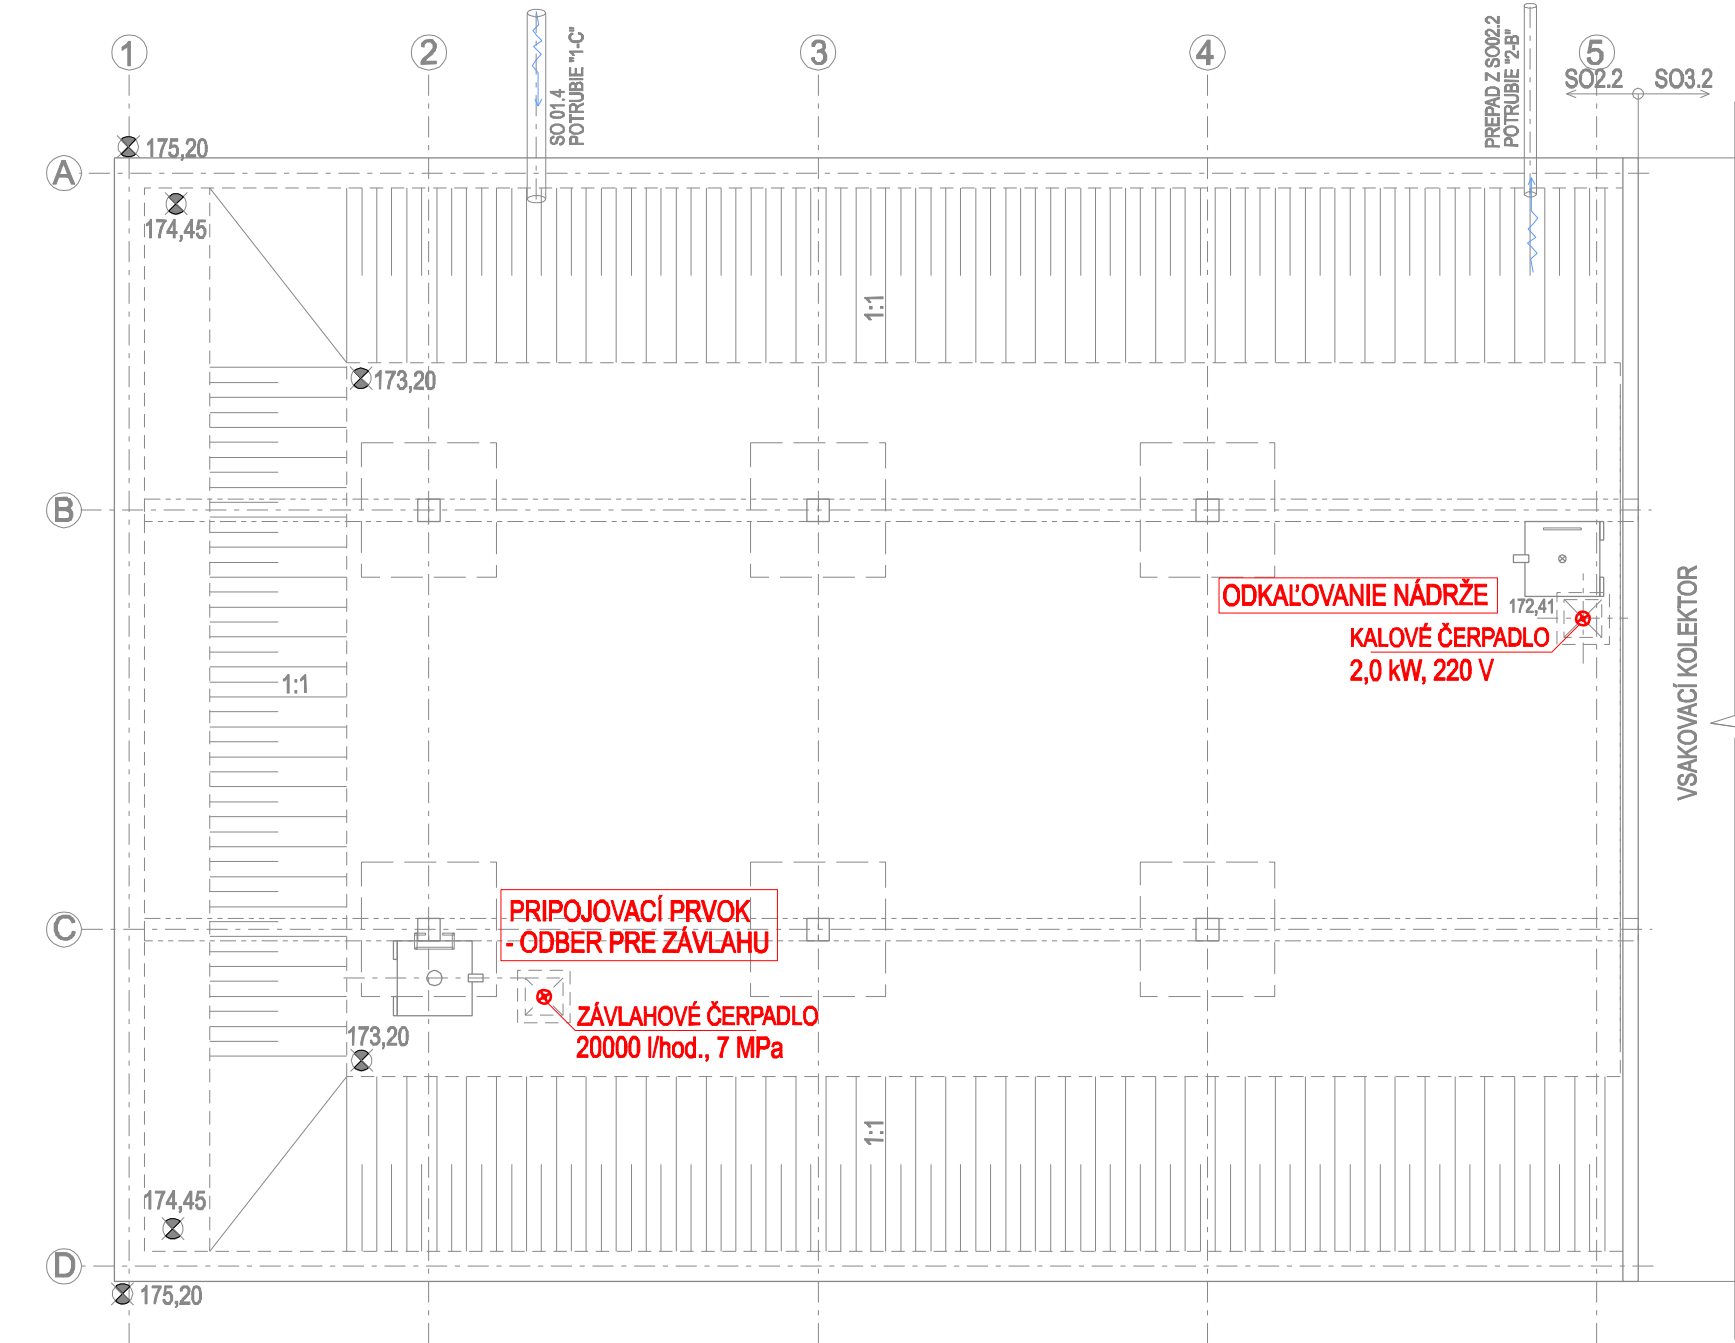 1
2
3
4
5
SO 01.4
POTRUBIE "1-C"
PREPAD Z SO02.2
POTRUBIE "2-B"
SO2.2
SO3.2
175,20
A
174,45
1:1
173,20
B
ODKAĽOVANIE NÁDRŽE
172,41
KALOVÉ ČERPADLO
2,0 kW, 220 V
1:1
VSAKOVACÍ KOLEKTOR
PRIPOJOVACÍ PRVOK
- ODBER PRE ZÁVLAHU
C
ZÁVLAHOVÉ ČERPADLO
20000 l/hod., 7 MPa
173,20
1:1
174,45
D
175,20